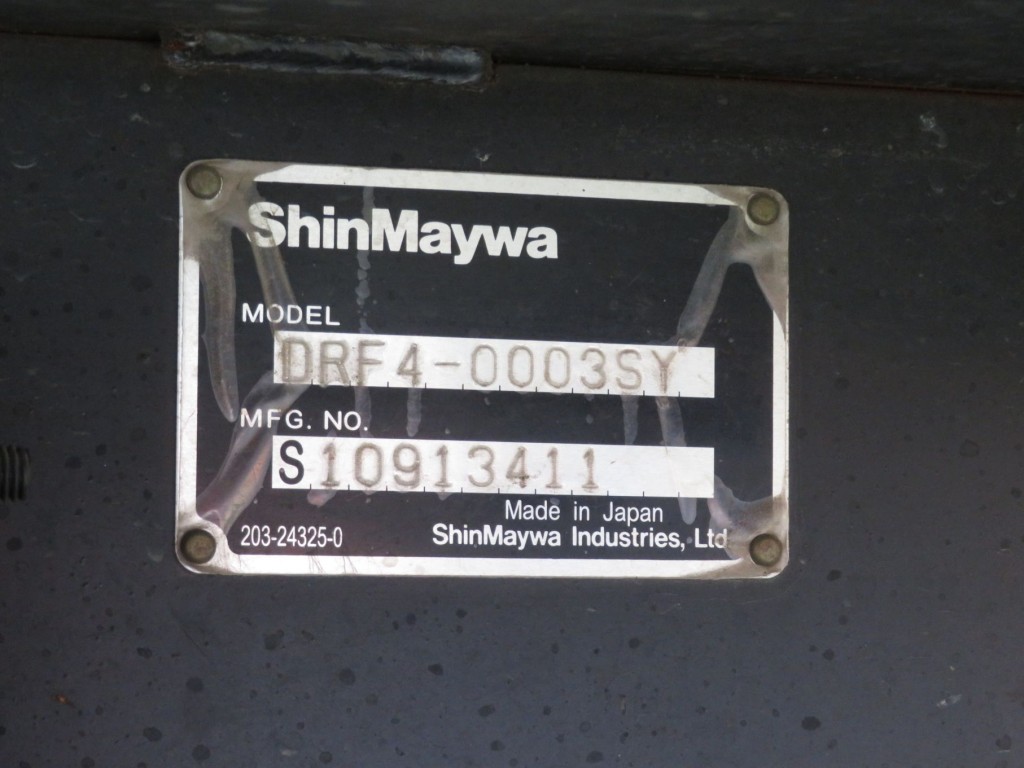 ShinMaywa
MODEL
DRF4-0003SY
MFG. NO.
S10913411
Made in Japan
203-24325-0 ShinMaywa Industries, Ltd